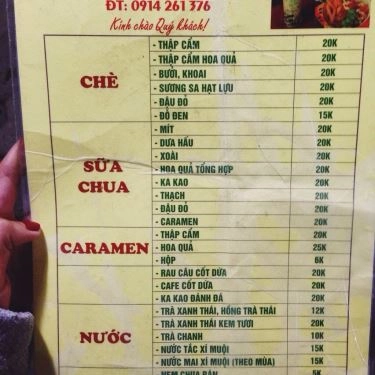 ĐT: 0914 261 376
Kính chào Quý khách!
CHÈ
- THẬP CẨM 20K
- THẬP CẨM HOA QUẢ 20K
- BƯỞI, KHOAI 20K
- SƯƠNG SA HẠT LỰU 20K
- ĐẬU ĐỎ 20K
- ĐỖ ĐEN 15K
SỮA CHUA
- MÍT 20K
- DƯA HẤU 20K
- XOÀI 20K
- HOA QUẢ TỔNG HỢP 20K
- KA KAO 20K
- THẠCH 20K
- ĐẬU ĐỎ 20K
- CARAMEN 20K
CARAMEN
- THẬP CẨM 20K
- HOA QUẢ 25K
- HỘP 6K
- RAU CÂU CỐT DỪA 20K
- CAFE CỐT DỪA 20K
- KA KAO ĐÁNH ĐÁ 20K
NƯỚC
- TRÀ XANH THÁI, HỒNG TRÀ THÁI 12K
- TRÀ XANH THÁI KEM TƯƠI 20K
- TRÀ CHANH 10K
- NƯỚC TẮC XÍ MUỘI 15K
- NƯỚC MAI XÍ MUỘI (THEO MÙA) 15K
- NEM CHUA RÁN 5K